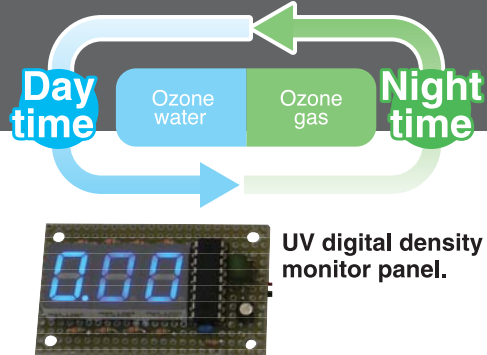 Day
time
Ozone
water
Ozone
gas
Night
time
0.00
UV digital density
monitor panel.